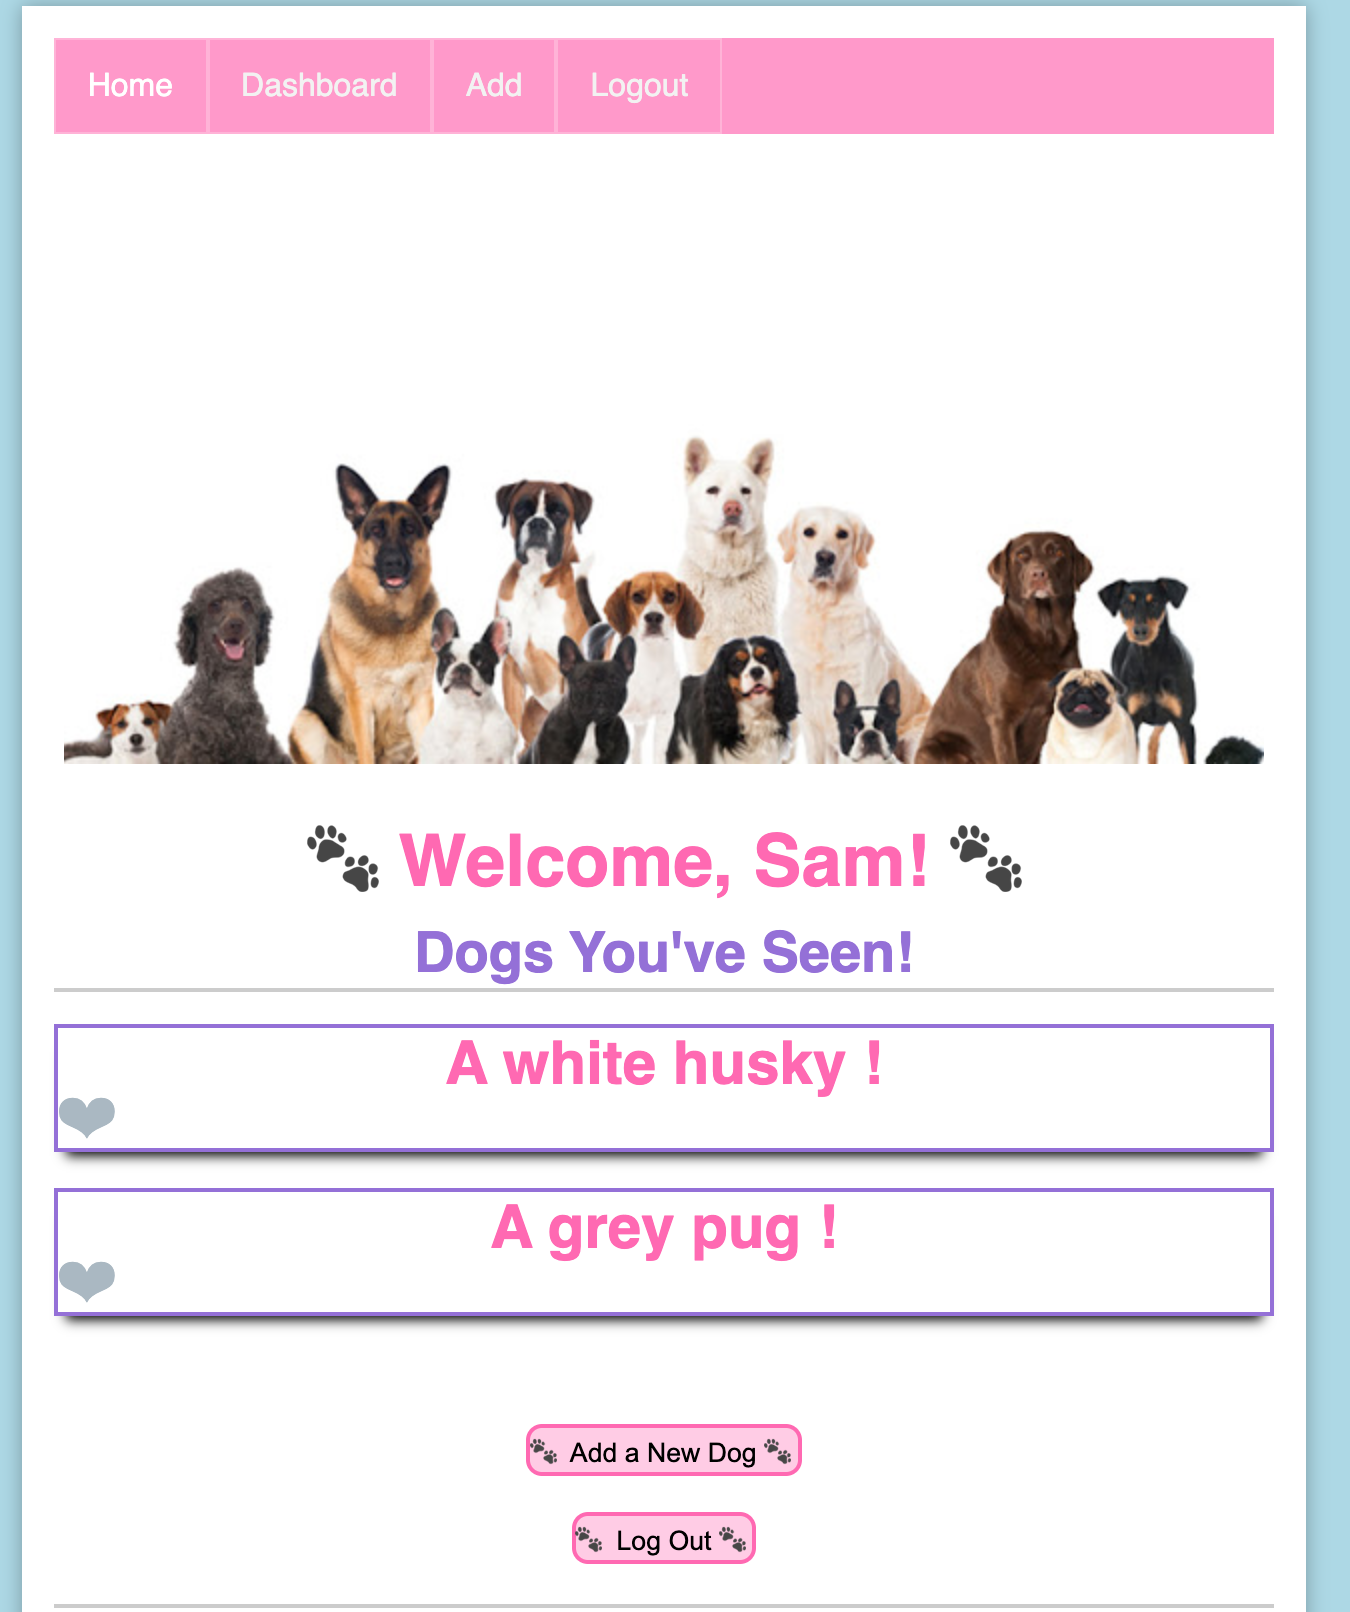 Home Dashboard Add Logout
🐾 Welcome, Sam! 🐾
Dogs You've Seen!
A white husky !
❤
A grey pug !
❤
🐾 Add a New Dog 🐾
🐾 Log Out 🐾